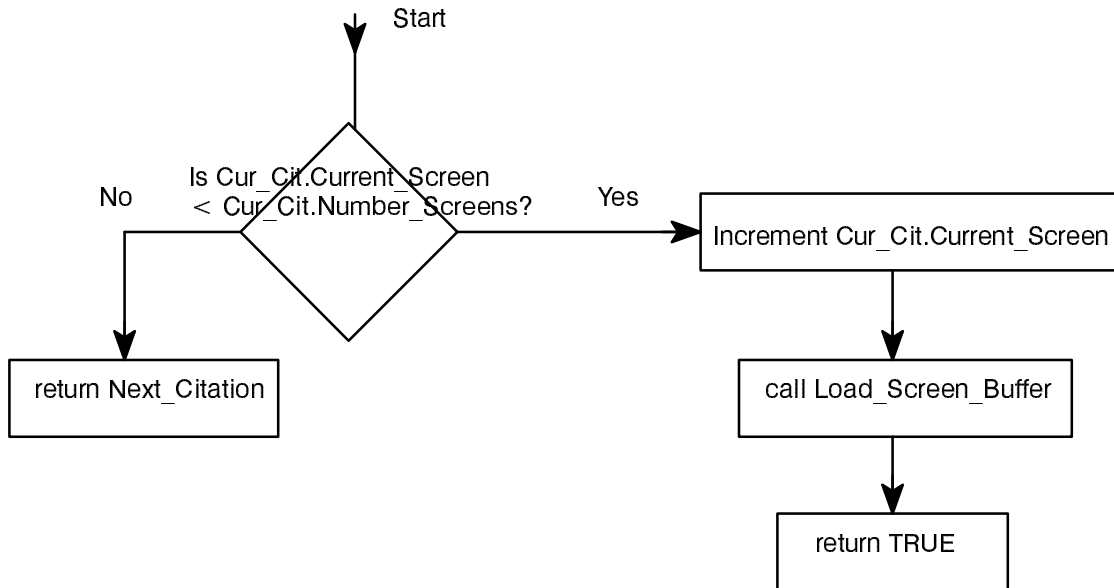 Start
Is Cur_Cit.Current_Screen
< Cur_Cit.Number_Screens?
No
Yes
Increment Cur_Cit.Current_Screen
return Next_Citation
call Load_Screen_Buffer
return TRUE